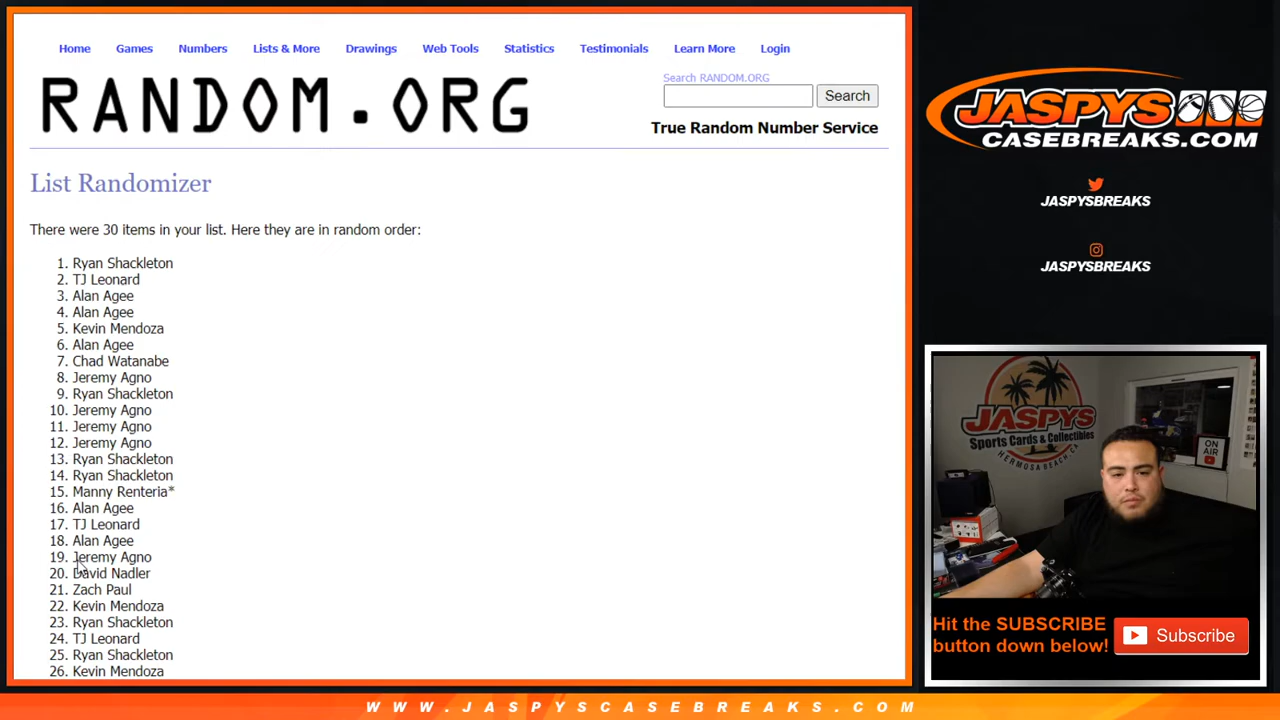 Home Games Numbers Lists & More Drawings Web Tools Statistics Testimonials Learn More Login
RANDOM.ORG
Search RANDOM.ORG
Search
True Random Number Service
List Randomizer
There were 30 items in your list. Here they are in random order:
1. Ryan Shackleton
2. TJ Leonard
3. Alan Agee
4. Alan Agee
5. Kevin Mendoza
6. Alan Agee
7. Chad Watanabe
8. Jeremy Agno
9. Ryan Shackleton
10. Jeremy Agno
11. Jeremy Agno
12. Jeremy Agno
13. Ryan Shackleton
14. Ryan Shackleton
15. Manny Renteria*
16. Alan Agee
17. TJ Leonard
18. Alan Agee
19. Jeremy Agno
20. David Nadler
21. Zach Paul
22. Kevin Mendoza
23. Ryan Shackleton
24. TJ Leonard
25. Ryan Shackleton
26. Kevin Mendoza
JASPYS
CASEBREAKS.COM
JASPYSBREAKS
JASPYSBREAKS
JASPYS
Sports Cards & Collectibles
HERMOSA BEACH, CA
ON AIR
Hit the SUBSCRIBE
button down below!
Subscribe
WWW.JASPYSCASEBREAKS.COM